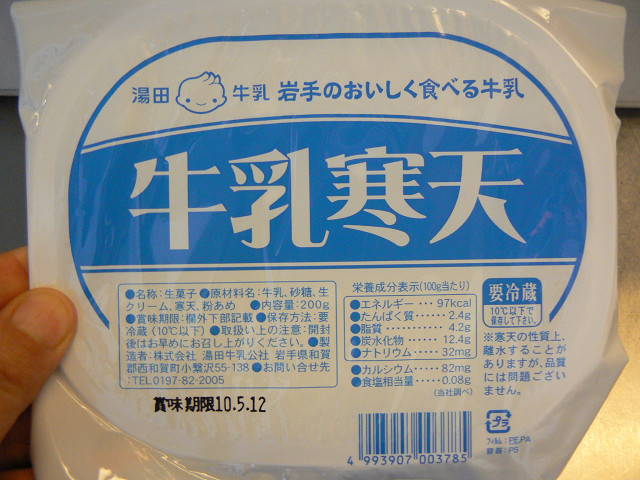 湯田 牛乳 岩手のおいしく食べる牛乳
牛乳寒天
●名称:生菓子●原材料名:牛乳、砂糖、生
クリーム、寒天、粉あめ ●内容量:200g
●賞味期限:欄外下部記載●保存方法:要
冷蔵(10℃以下)●取扱い上の注意:開封
後はお早めにお召し上がりください。●製
造者:株式会社 湯田牛乳公社 岩手県和賀
郡西和賀町小繋沢55-138●お問い合せ先
:TEL0197-82-2005
賞味期限10.5.12
栄養成分表示(100g当たり)
●エネルギー・・・97kcal
●たんぱく質・・・・2.4g
●脂質・・・・・・・4.2g
●炭水化物・・・・12.4g
●ナトリウム・・・32mg
●カルシウム・・・・82mg
●食塩相当量・・・0.08g
(当社調べ)
要冷蔵
10℃以下で
保存して下さい。
※寒天の性質上、
離水することが
ありますが、品質
には問題ござい
ません。
プラ
フィルム:PE,PA
容器:PS
4 993907 003785